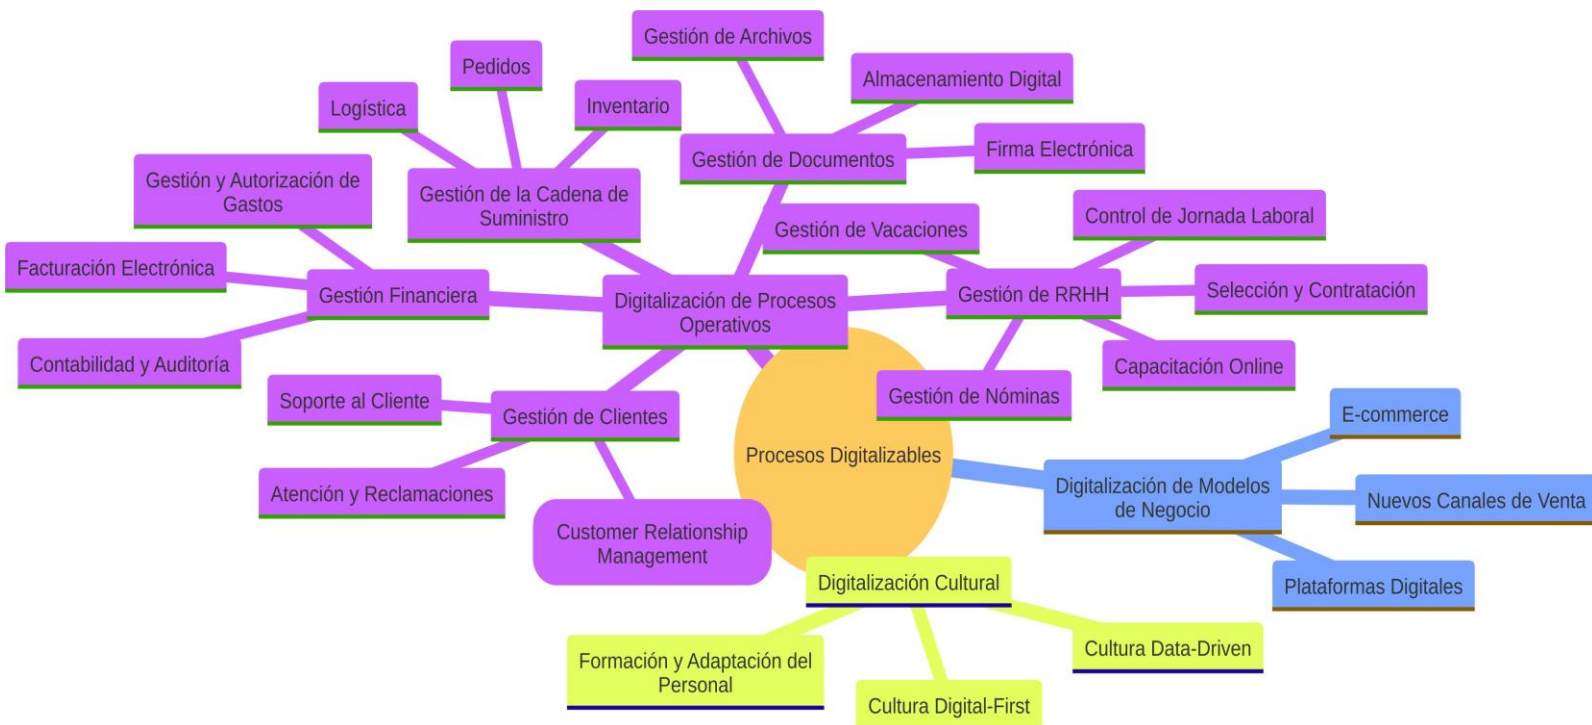 Gestión de Archivos
Pedidos
Almacenamiento Digital
Logística
Inventario
Firma Electrónica
Gestión de Documentos
Gestión y Autorización de
Gastos
Gestión de la Cadena de
Suministro
Control de Jornada Laboral
Gestión de Vacaciones
Facturación Electrónica
Gestión Financiera
Digitalización de Procesos
Operativos
Gestión de RRHH
Selección y Contratación
Contabilidad y Auditoría
Capacitación Online
Soporte al Cliente
Gestión de Clientes
Gestión de Nóminas
E-commerce
Procesos Digitalizables
Atención y Reclamaciones
Digitalización de Modelos
de Negocio
Nuevos Canales de Venta
Customer Relationship
Management
Digitalización Cultural
Plataformas Digitales
Formación y Adaptación del
Personal
Cultura Data-Driven
Cultura Digital-First